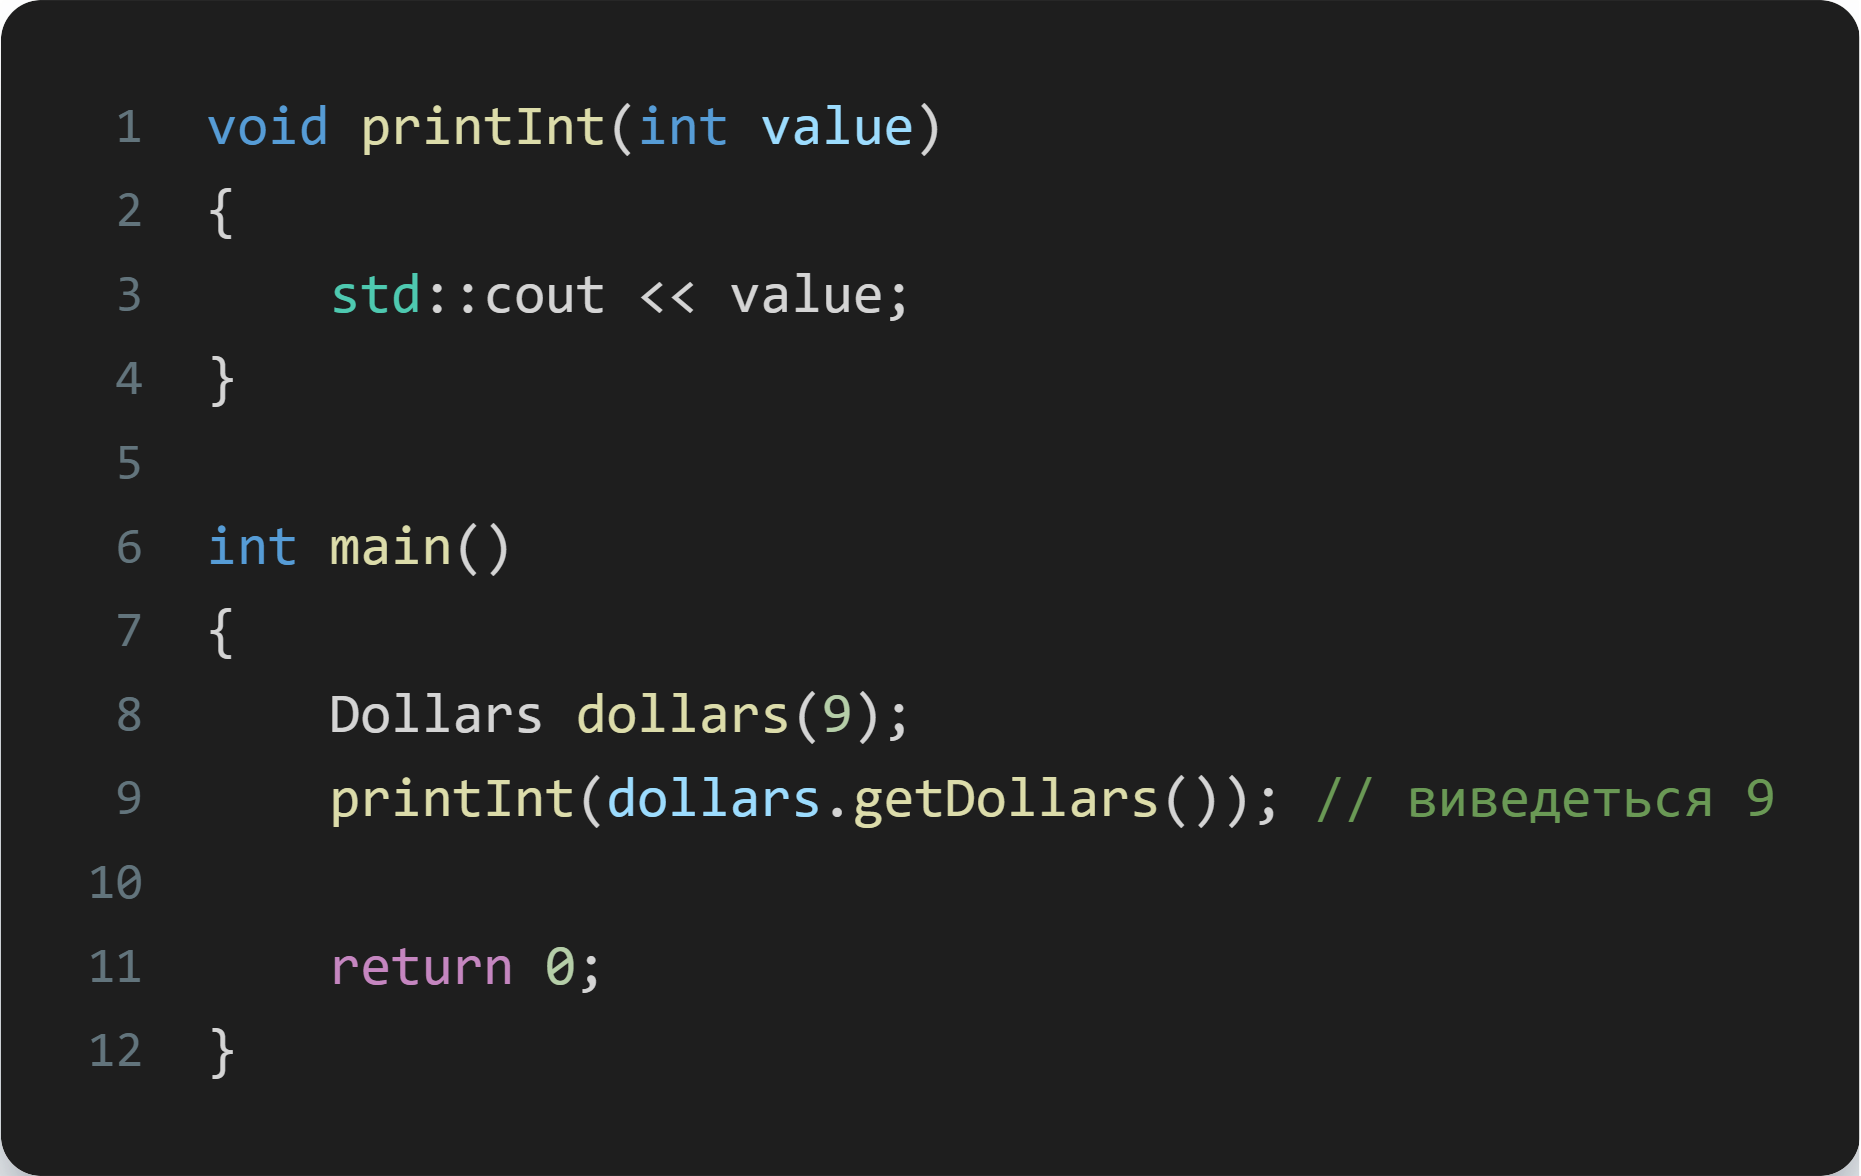 1 void printInt(int value)
2 {
3     std::cout << value;
4 }
5
6 int main()
7 {
8     Dollars dollars(9);
9     printInt(dollars.getDollars()); // виведеться 9
10
11     return 0;
12 }